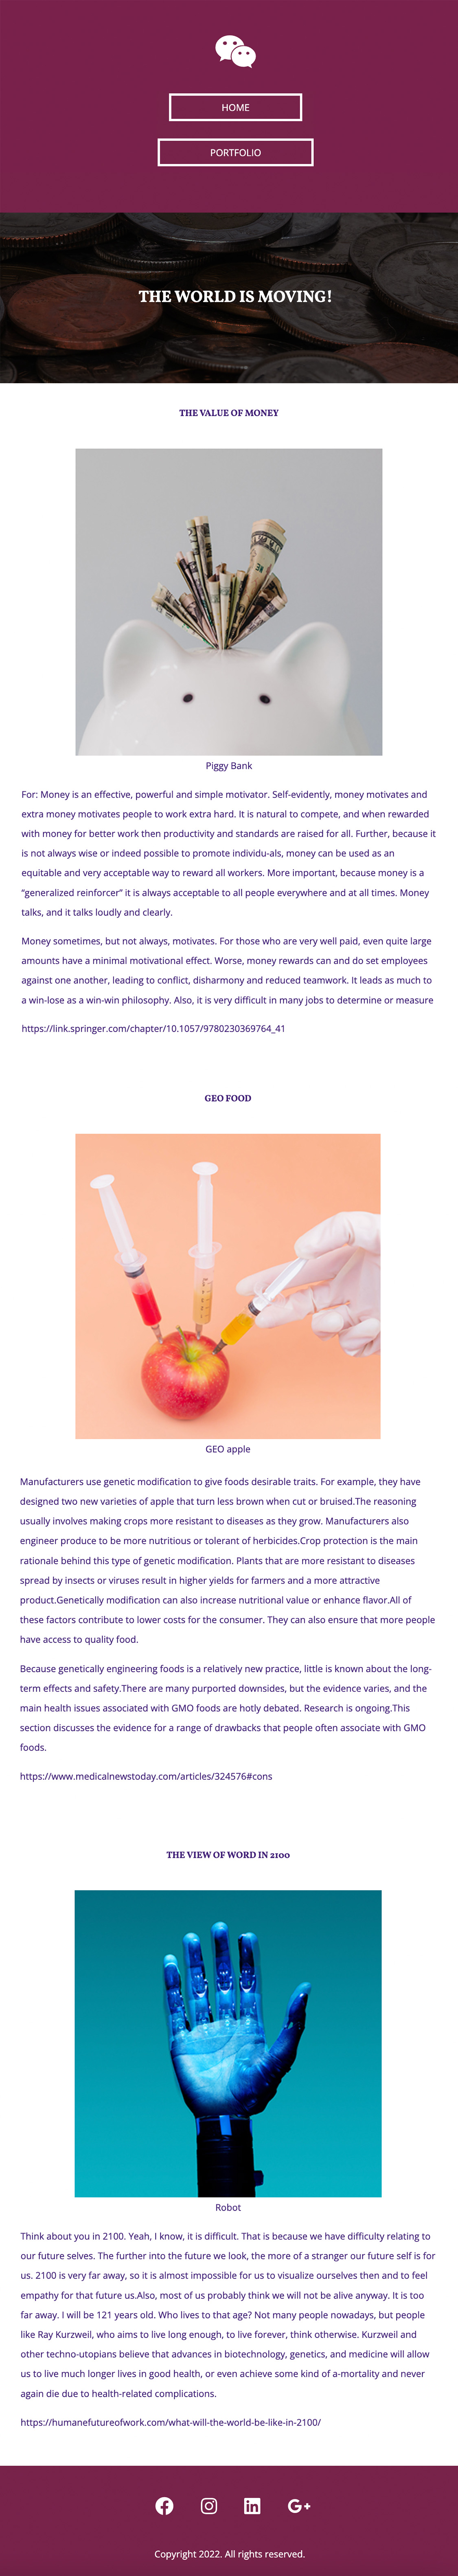 HOME
PORTFOLIO
THE WORLD IS MOVING!
THE VALUE OF MONEY
Piggy Bank
For: Money is an effective, powerful and simple motivator. Self-evidently, money motivates and
extra money motivates people to work extra hard. It is natural to compete, and when rewarded
with money for better work then productivity and standards are raised for all. Further, because it
is not always wise or indeed possible to promote individu-als, money can be used as an
equitable and very acceptable way to reward all workers. More important, because money is a
“generalized reinforcer” it is always acceptable to all people everywhere and at all times. Money
talks, and it talks loudly and clearly.
Money sometimes, but not always, motivates. For those who are very well paid, even quite large
amounts have a minimal motivational effect. Worse, money rewards can and do set employees
against one another, leading to conflict, disharmony and reduced teamwork. It leads as much to
a win-lose as a win-win philosophy. Also, it is very difficult in many jobs to determine or measure
https://link.springer.com/chapter/10.1057/9780230369764_41
GEO FOOD
GEO apple
Manufacturers use genetic modification to give foods desirable traits. For example, they have
designed two new varieties of apple that turn less brown when cut or bruised.The reasoning
usually involves making crops more resistant to diseases as they grow. Manufacturers also
engineer produce to be more nutritious or tolerant of herbicides.Crop protection is the main
rationale behind this type of genetic modification. Plants that are more resistant to diseases
spread by insects or viruses result in higher yields for farmers and a more attractive
product.Genetically modification can also increase nutritional value or enhance flavor.All of
these factors contribute to lower costs for the consumer. They can also ensure that more people
have access to quality food.
Because genetically engineering foods is a relatively new practice, little is known about the long-
term effects and safety.There are many purported downsides, but the evidence varies, and the
main health issues associated with GMO foods are hotly debated. Research is ongoing.This
section discusses the evidence for a range of drawbacks that people often associate with GMO
foods.
https://www.medicalnewstoday.com/articles/324576#cons
THE VIEW OF WORD IN 2100
Robot
Think about you in 2100. Yeah, I know, it is difficult. That is because we have difficulty relating to
our future selves. The further into the future we look, the more of a stranger our future self is for
us. 2100 is very far away, so it is almost impossible for us to visualize ourselves then and to feel
empathy for that future us.Also, most of us probably think we will not be alive anyway. It is too
far away. I will be 121 years old. Who lives to that age? Not many people nowadays, but people
like Ray Kurzweil, who aims to live long enough, to live forever, think otherwise. Kurzweil and
other techno-utopians believe that advances in biotechnology, genetics, and medicine will allow
us to live much longer lives in good health, or even achieve some kind of a-mortality and never
again die due to health-related complications.
https://humanefutureofwork.com/what-will-the-world-be-like-in-2100/
Copyright 2022. All rights reserved.